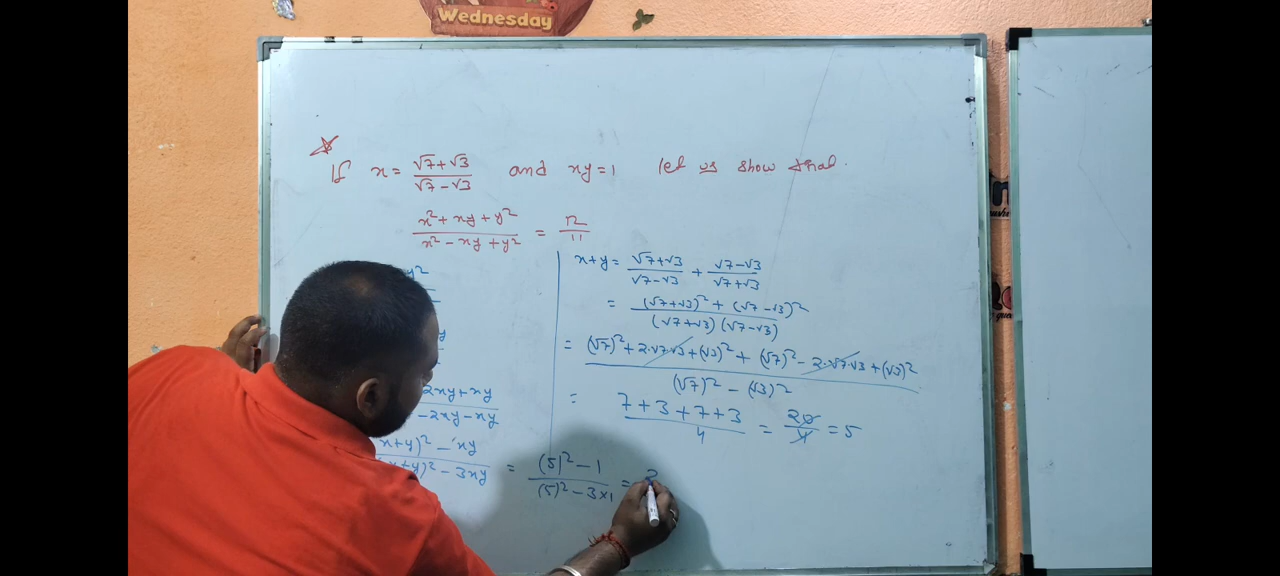 Wednesday
If x = (√7+√3)/(√7-√3) and xy=1 let us show that.
(x²+xy+y²)/(x²-xy+y²) = 12/11
x+y = (√7+√3)/(√7-√3) + (√7-√3)/(√7+√3)
= ((√7+√3)²+(√7-√3)²)/((√7+√3)(√7-√3))
= ((√7)²+2·√7√3+(√3)²+(√7)²-2·√7·√3+(√3)²)/((√7)²-(√3)²)
= (7+3+7+3)/4 = 20/4 = 5
y²
2xy+xy
-2xy-xy
x+y)²-xy
x+y)²-3xy
= ((5)²-1)/((5)²-3×1) = 2